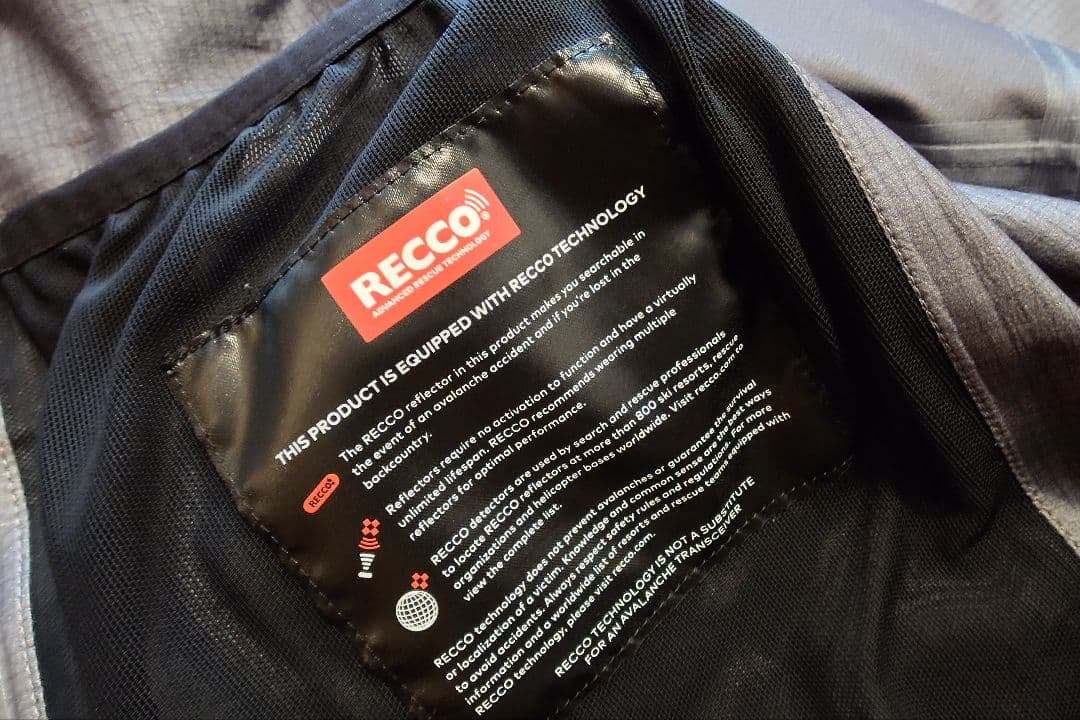 RECCO®
ADVANCED RESCUE TECHNOLOGY
THIS PRODUCT IS EQUIPPED WITH RECCO TECHNOLOGY
The RECCO reflector in this product makes you searchable in
the event of an avalanche accident and if you're lost in the
backcountry.
RECCO
Reflectors require no activation to function and have a virtually
unlimited lifespan. RECCO recommends wearing multiple
reflectors for optimal performance.
RECCO detectors are used by search and rescue professionals
to locate RECCO reflectors at more than 800 ski resorts, rescue
organizations and helicopter bases worldwide. Visit recco.com to
view the complete list.
RECCO technology does not prevent avalanches or guarantee the survival
or localization of a victim. Knowledge and common sense are the best ways
to avoid accidents. Always respect safety rules and regulations. For more
information and a worldwide list of resorts and rescue teams equipped with
RECCO technology, please visit recco.com.
RECCO TECHNOLOGY IS NOT A SUBSTITUTE
FOR AN AVALANCHE TRANSCEIVER